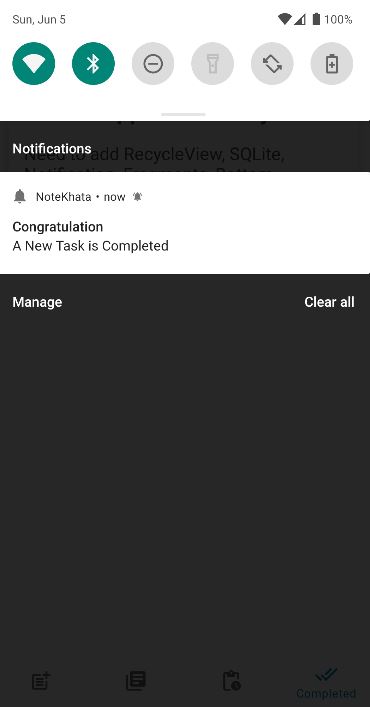 Sun, Jun 5
100%
Need to add RecycleView, SQLite,
Notifications
NoteKhata • now
Congratulation
A New Task is Completed
Manage
Clear all
Completed